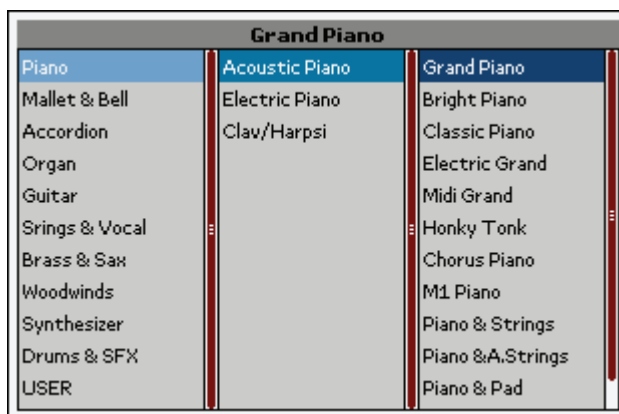 Grand Piano
Piano
Mallet & Bell
Accordion
Organ
Guitar
Srings & Vocal
Brass & Sax
Woodwinds
Synthesizer
Drums & SFX
USER
Acoustic Piano
Electric Piano
Clav/Harpsi
Grand Piano
Bright Piano
Classic Piano
Electric Grand
Midi Grand
Honky Tonk
Chorus Piano
M1 Piano
Piano & Strings
Piano &A.Strings
Piano & Pad